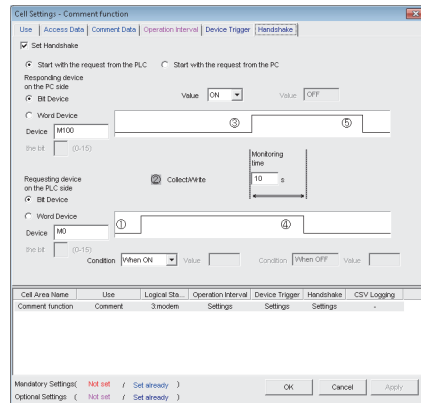 Cell Settings - Comment function
Use Access Data Comment Data Operation Interval Device Trigger Handshake
Set Handshake
Start with the request from the PLC Start with the request from the PC
Responding device
on the PC side
Bit Device
Value ON Value OFF
Word Device
③ ⑤
Device M100
the bit (0-15)
Monitoring
time
Requesting device
on the PLC side
② Collect/Write 10 s
Bit Device
Word Device
① ④
Device M0
the bit (0-15)
Condition When ON Value Condition When OFF Value
Cell Area Name Use Logical Sta... Operation Interval Device Trigger Handshake CSV Logging
Comment function Comment 3:modem Settings Settings Settings -
Mandatory Settings( Not set / Set already )
Optional Settings ( Not set / Set already )
OK Cancel Apply